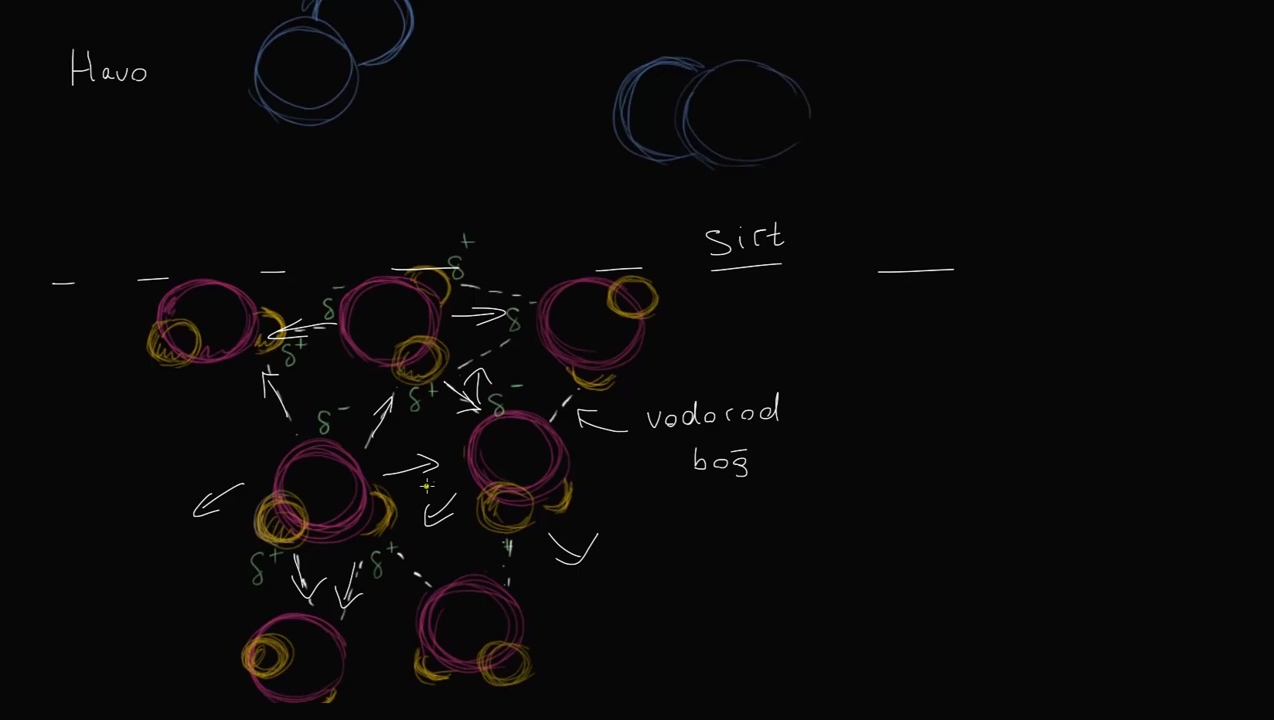 Havo
Sirt
δ+
δ- δ-
δ+
δ+ δ-
δ-
vodorod
bog̅
δ+ δ+